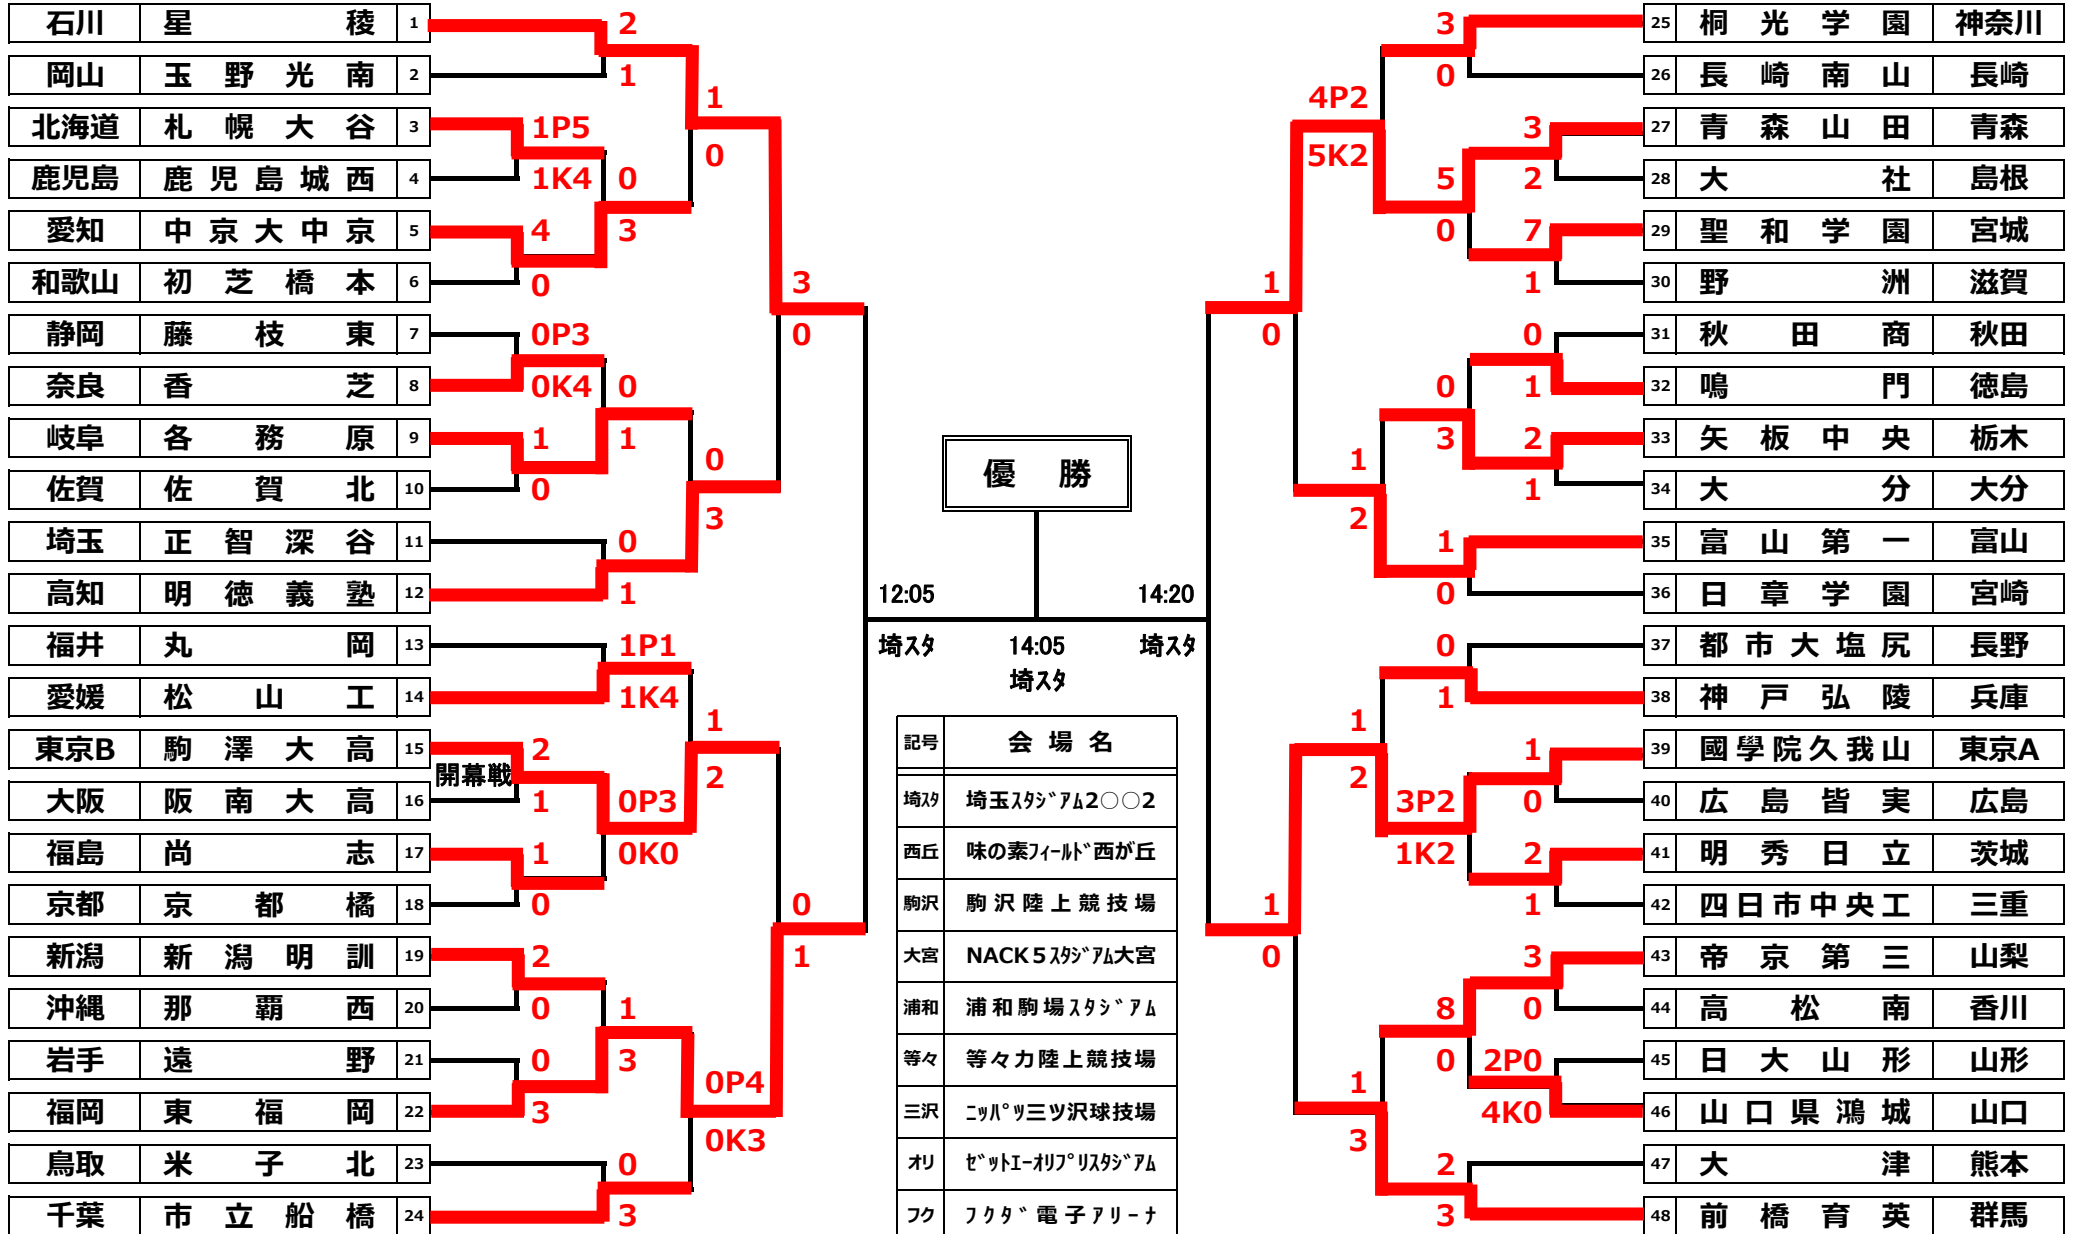 石川 星稜 1
岡山 玉野光南 2
北海道 札幌大谷 3
鹿児島 鹿児島城西 4
愛知 中京大中京 5
和歌山 初芝橋本 6
静岡 藤枝東 7
奈良 香芝 8
岐阜 各務原 9
佐賀 佐賀北 10
埼玉 正智深谷 11
高知 明徳義塾 12
福井 丸岡 13
愛媛 松山工 14
東京B 駒澤大高 15
開幕戦
大阪 阪南大高 16
福島 尚志 17
京都 京都橘 18
新潟 新潟明訓 19
沖縄 那覇西 20
岩手 遠野 21
福岡 東福岡 22
鳥取 米子北 23
千葉 市立船橋 24
2
1
1P5
1K4
4
0
0P3
0K4
1
0
0
3
0
1
0
1
1P1
1K4
2
1
1
0
2
0
0
3
0P3
0K0
1
3
0
3
1
0
0
3
1
2
0P4
0K3
3
0
0
1
優勝
12:05
埼スタ
14:05
埼スタ
14:20
埼スタ
記号 会場名
埼スタ 埼玉スタジアム2○○2
西丘 味の素フィールド西が丘
駒沢 駒沢陸上競技場
大宮 NACK5スタジアム大宮
浦和 浦和駒場スタジアム
等々 等々力陸上競技場
三沢 ニッパツ三ツ沢球技場
オリ ゼットエーオリプリスタジアム
フク フクダ電子アリーナ
1
0
1
0
4P2
5K2
1
2
1
2
1
3
3
0
5
0
0
3
1
0
0
1
3P2
1K2
8
0
2
3
3
2
7
1
0
1
2
1
1
0
2
1
3
0
2P0
4K0
25 桐光学園 神奈川
26 長崎南山 長崎
27 青森山田 青森
28 大社 島根
29 聖和学園 宮城
30 野洲 滋賀
31 秋田商 秋田
32 鳴門 徳島
33 矢板中央 栃木
34 大分 大分
35 富山第一 富山
36 日章学園 宮崎
37 都市大塩尻 長野
38 神戸弘陵 兵庫
39 國學院久我山 東京A
40 広島皆実 広島
41 明秀日立 茨城
42 四日市中央工 三重
43 帝京第三 山梨
44 高松南 香川
45 日大山形 山形
46 山口県鴻城 山口
47 大津 熊本
48 前橋育英 群馬